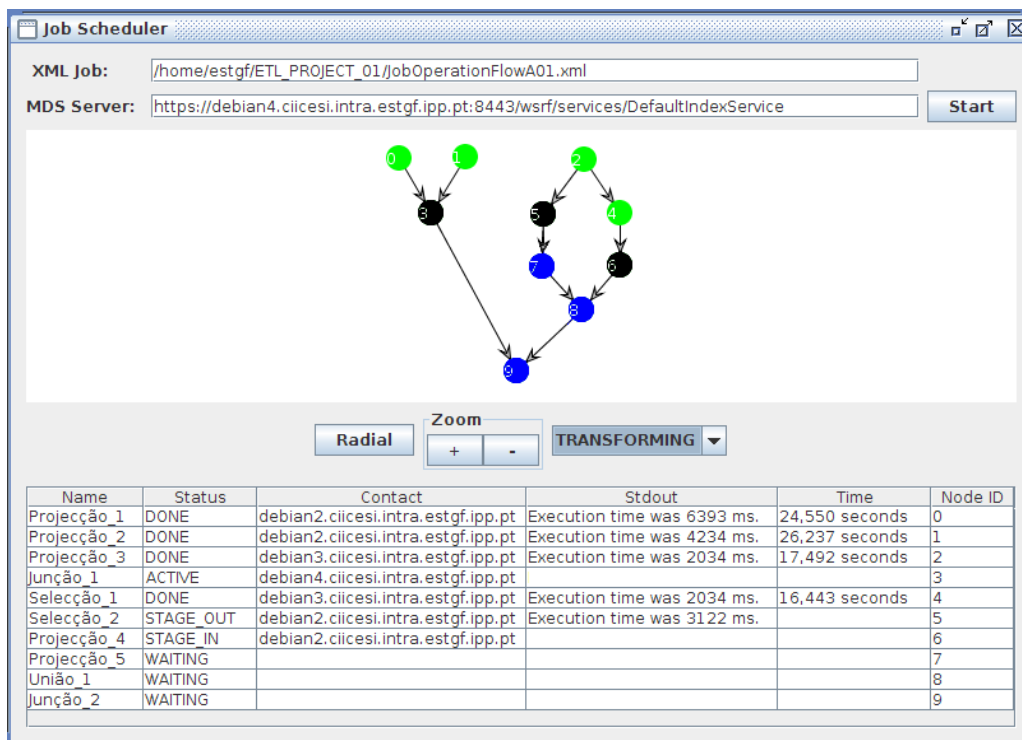 Job Scheduler
XML Job: /home/estgf/ETL_PROJECT_01/JobOperationFlowA01.xml
MDS Server: https://debian4.ciicesi.intra.estgf.ipp.pt:8443/wsrf/services/DefaultIndexService Start
0 1 2
3 5 4
7 6
8
9
Zoom
Radial + - TRANSFORMING
Name Status Contact Stdout Time Node ID
Projecção_1 DONE debian2.ciicesi.intra.estgf.ipp.pt Execution time was 6393 ms. 24,550 seconds 0
Projecção_2 DONE debian2.ciicesi.intra.estgf.ipp.pt Execution time was 4234 ms. 26,237 seconds 1
Projecção_3 DONE debian3.ciicesi.intra.estgf.ipp.pt Execution time was 2034 ms. 17,492 seconds 2
Junção_1 ACTIVE debian4.ciicesi.intra.estgf.ipp.pt 3
Selecção_1 DONE debian3.ciicesi.intra.estgf.ipp.pt Execution time was 2034 ms. 16,443 seconds 4
Selecção_2 STAGE_OUT debian2.ciicesi.intra.estgf.ipp.pt Execution time was 3122 ms. 5
Projecção_4 STAGE_IN debian2.ciicesi.intra.estgf.ipp.pt 6
Projecção_5 WAITING 7
União_1 WAITING 8
Junção_2 WAITING 9